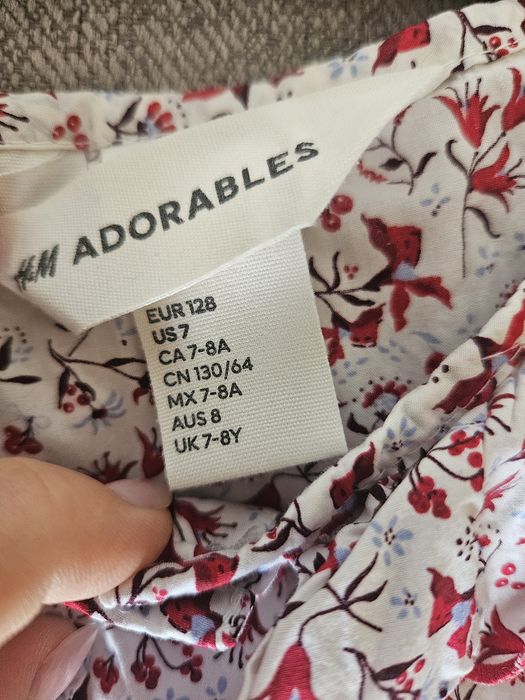 H&M ADORABLES
EUR 128
US 7
CA 7-8A
CN 130/64
MX 7-8A
AUS 8
UK 7-8Y